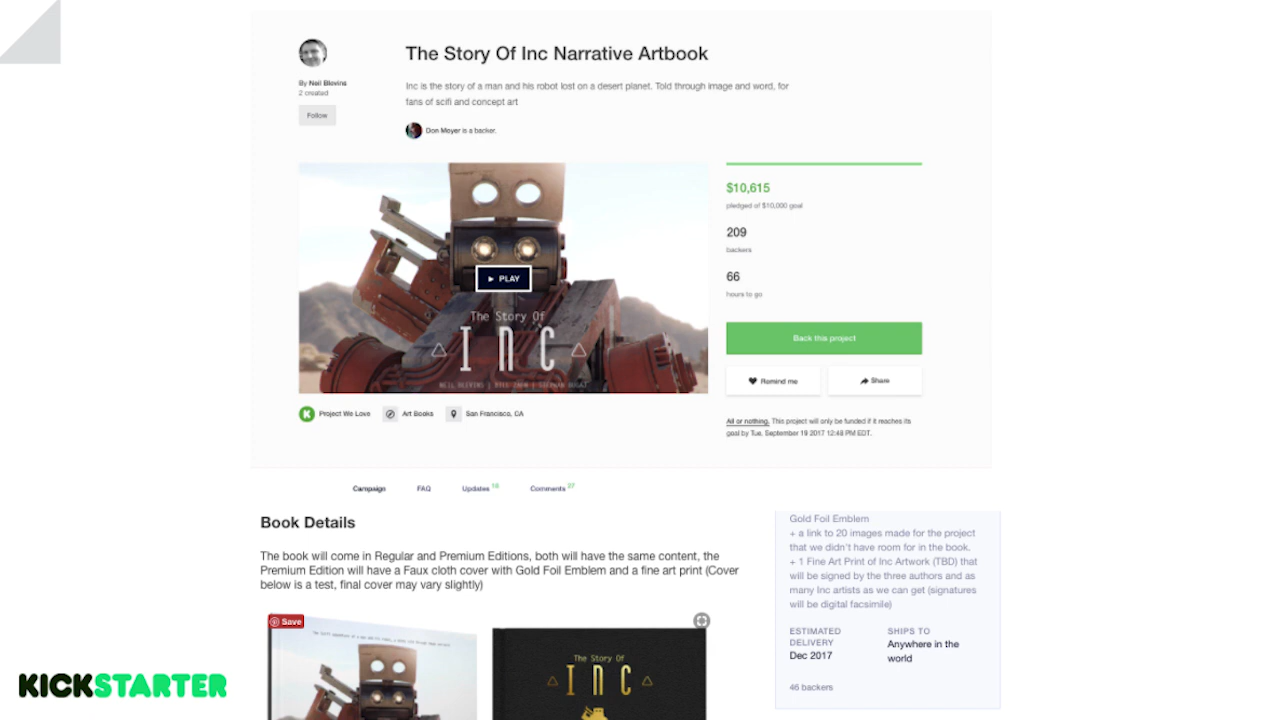 The Story Of Inc Narrative Artbook
By Neil Blevins
2 created
Follow
Inc is the story of a man and his robot lost on a desert planet. Told through image and word, for
fans of scifi and concept art
Don Moyer is a backer.
PLAY
The Story Of
INC
NEIL BLEVINS | BILL ZAHN | STEPHAN BUGAJ
$10,615
pledged of $10,000 goal
209
backers
66
hours to go
Back this project
Remind me
Share
Project We Love
Art Books
San Francisco, CA
All or nothing. This project will only be funded if it reaches its
goal by Tue, September 19 2017 12:48 PM EDT.
Campaign
FAQ
Updates 18
Comments 27
Book Details
The book will come in Regular and Premium Editions, both will have the same content, the
Premium Edition will have a Faux cloth cover with Gold Foil Emblem and a fine art print (Cover
below is a test, final cover may vary slightly)
Save
The Story Of
INC
Gold Foil Emblem
+ a link to 20 images made for the project
that we didn't have room for in the book.
+ 1 Fine Art Print of Inc Artwork (TBD) that
will be signed by the three authors and as
many Inc artists as we can get (signatures
will be digital facsimile)
ESTIMATED
DELIVERY
Dec 2017
SHIPS TO
Anywhere in the
world
46 backers
KICKSTARTER